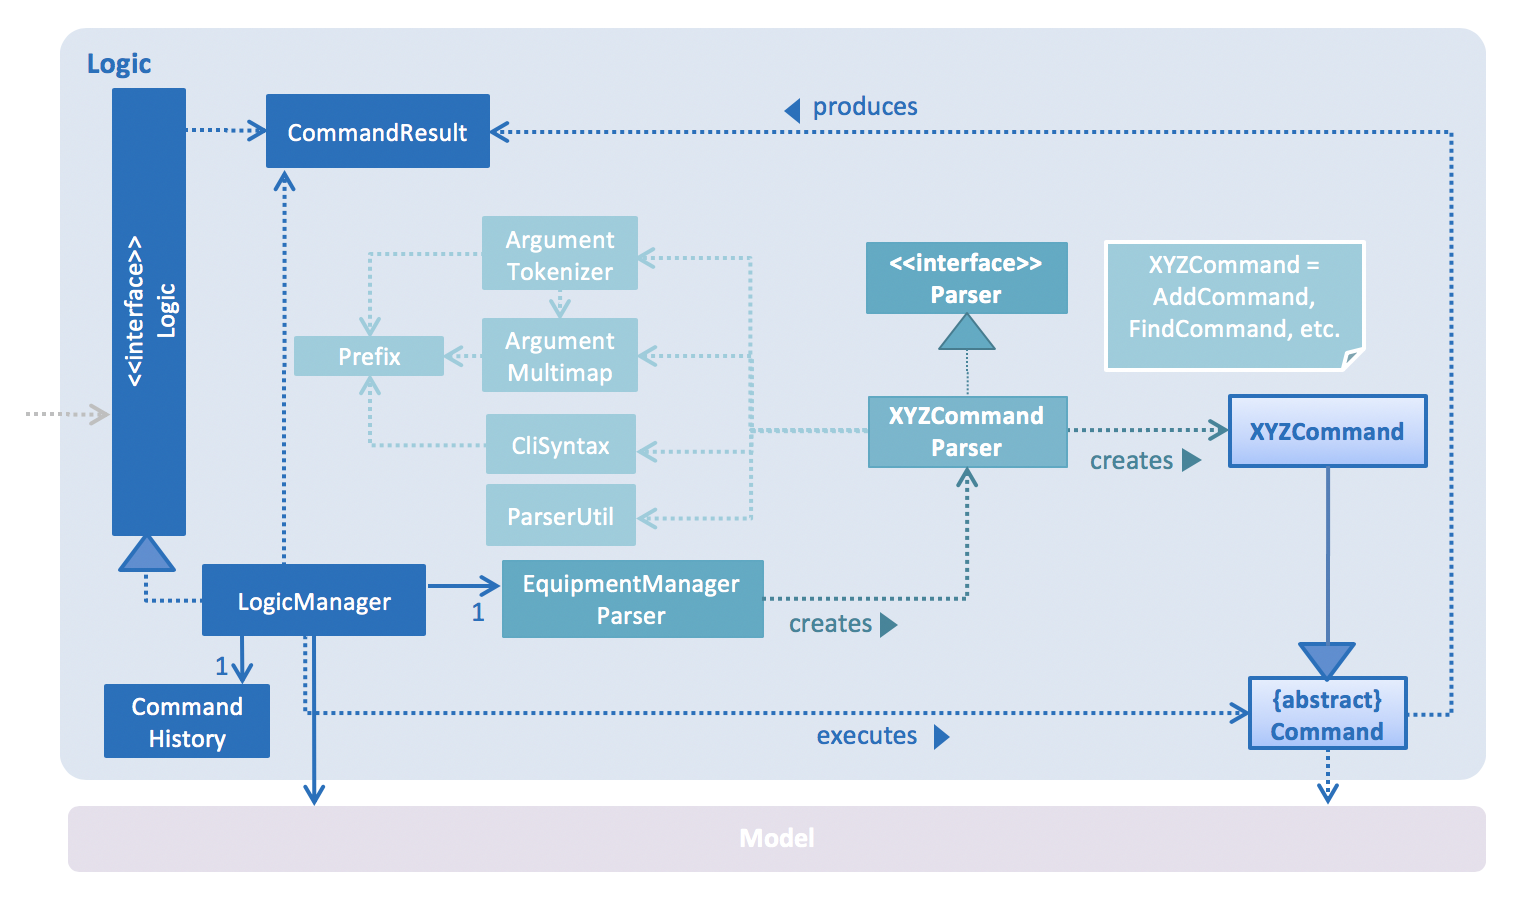 Logic
<<interface>>
Logic
CommandResult
produces
Argument
Tokenizer
<<interface>>
Parser
XYZCommand =
AddCommand,
FindCommand, etc.
Prefix
Argument
Multimap
XYZCommand
Parser
creates
XYZCommand
CliSyntax
ParserUtil
LogicManager
1
EquipmentManager
Parser
creates
1
Command
History
executes
{abstract}
Command
Model